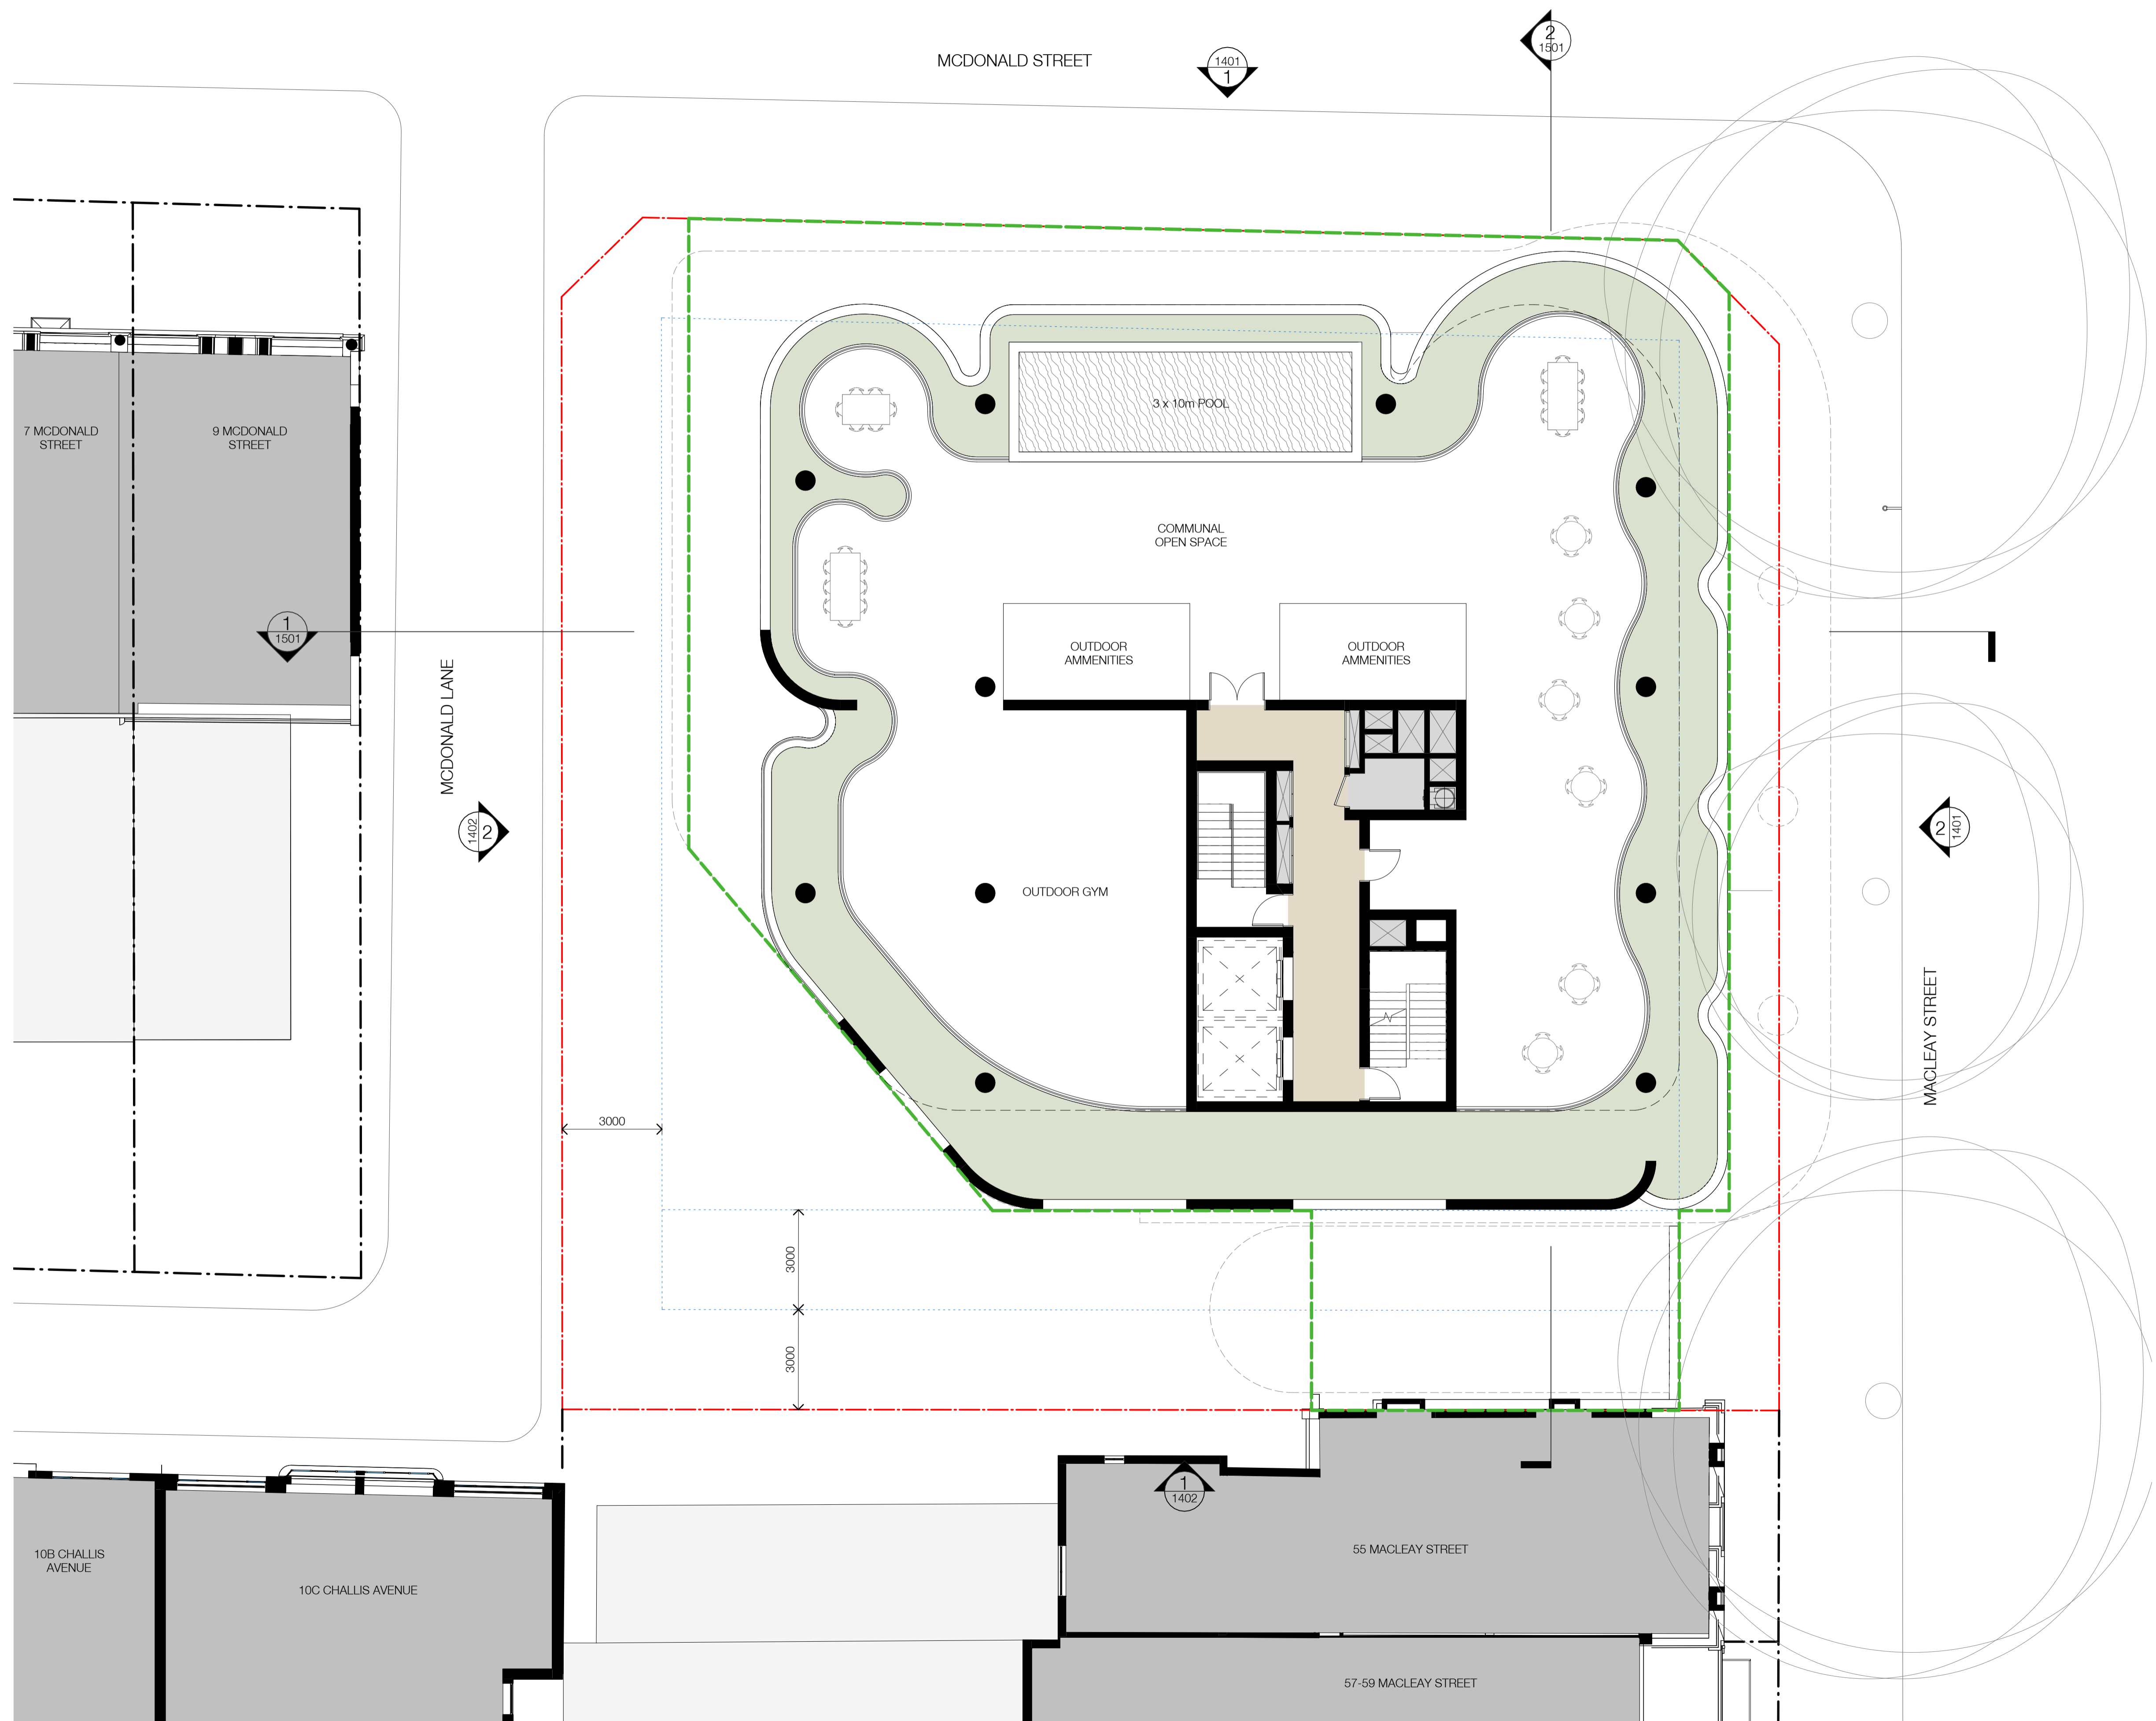 MCDONALD STREET
1401
1
2
1501
7 MCDONALD
STREET
9 MCDONALD
STREET
3 x 10m POOL
COMMUNAL
OPEN SPACE
1
1501
OUTDOOR
AMMENITIES
OUTDOOR
AMMENITIES
MCDONALD LANE
1402
2
2
1401
OUTDOOR GYM
MACLEAY STREET
3000
3000
3000
1
1402
10B CHALLIS
AVENUE
10C CHALLIS AVENUE
55 MACLEAY STREET
57-59 MACLEAY STREET